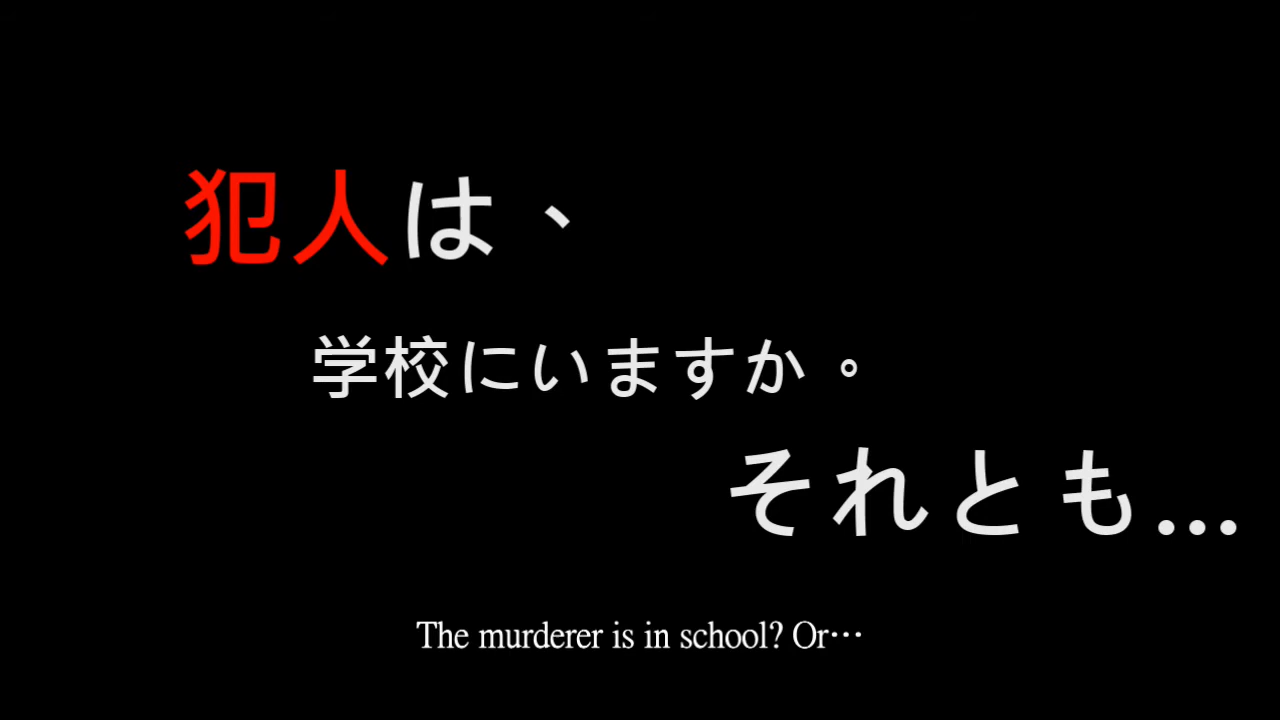 犯人は、
学校にいますか。
それとも...
The murderer is in school? Or…